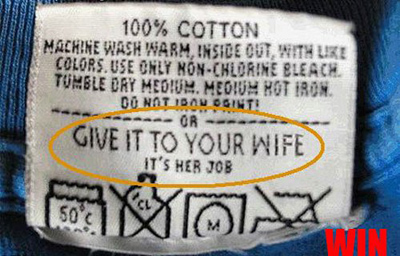 100% COTTON
MACHINE WASH WARM, INSIDE OUT, WITH LIKE
COLORS. USE ONLY NON-CHLORINE BLEACH.
TUMBLE DRY MEDIUM. MEDIUM HOT IRON.
DO NOT IRON PRINT!
OR
GIVE IT TO YOUR WIFE
IT'S HER JOB
50°C
CL
M
WIN